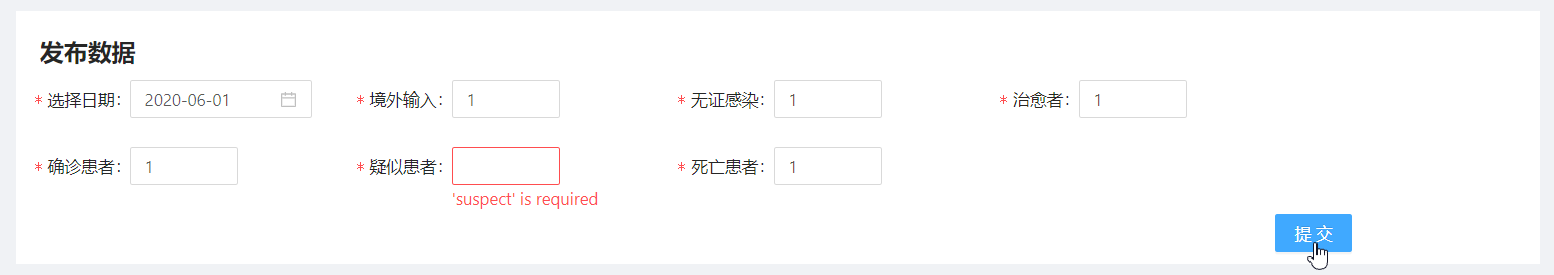 发布数据
* 选择日期: 2020-06-01 * 境外输入: 1 * 无证感染: 1 * 治愈者: 1
* 确诊患者: 1 * 疑似患者: * 死亡患者: 1
'suspect' is required
提 交